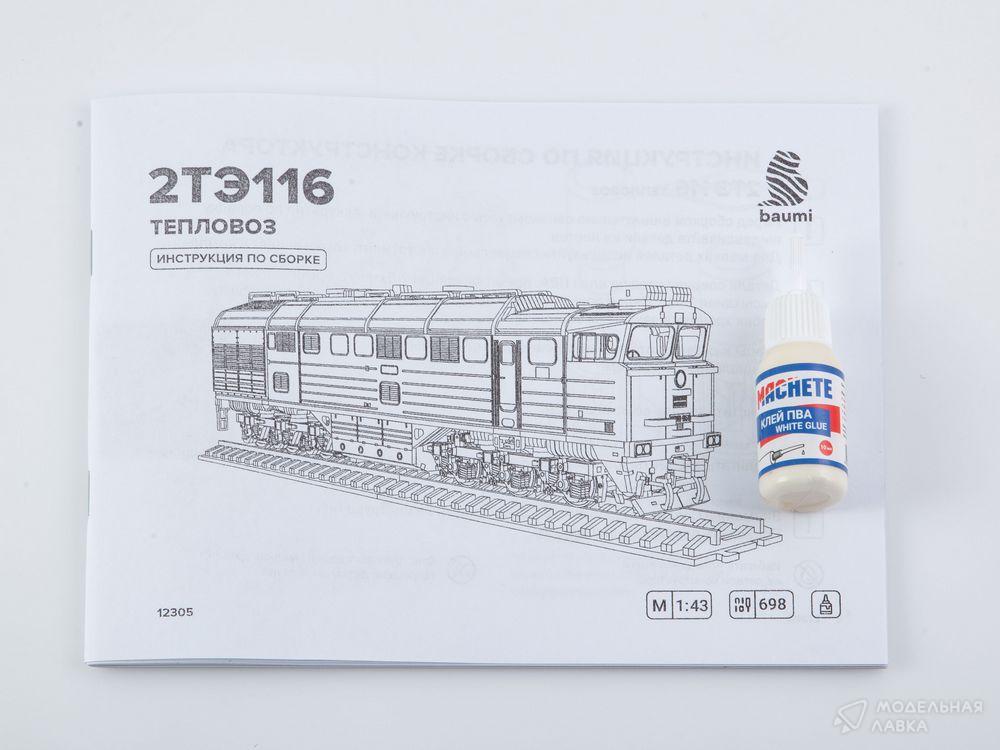 2ТЭ116
ТЕПЛОВОЗ
ИНСТРУКЦИЯ ПО СБОРКЕ
baumi
MACHETE
КЛЕЙ ПВА
WHITE GLUE
12305
М 1:43
698
МОДЕЛЬНАЯ
ЛАВКА